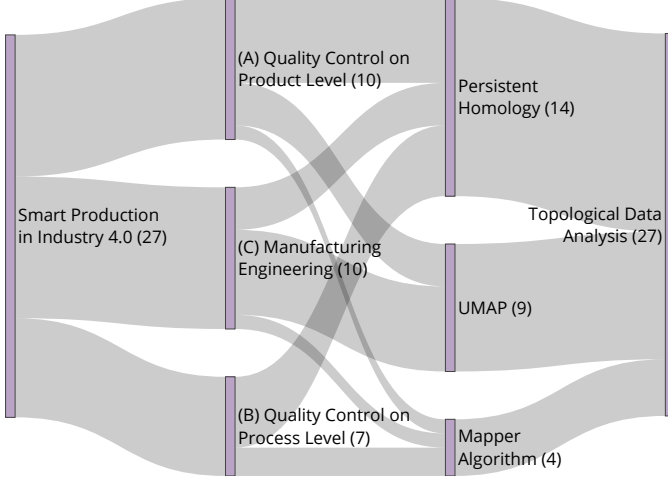 (A) Quality Control on
Product Level (10)
Persistent
Homology (14)
Smart Production
in Industry 4.0 (27)
Topological Data
Analysis (27)
(C) Manufacturing
Engineering (10)
UMAP (9)
(B) Quality Control on
Process Level (7)
Mapper
Algorithm (4)